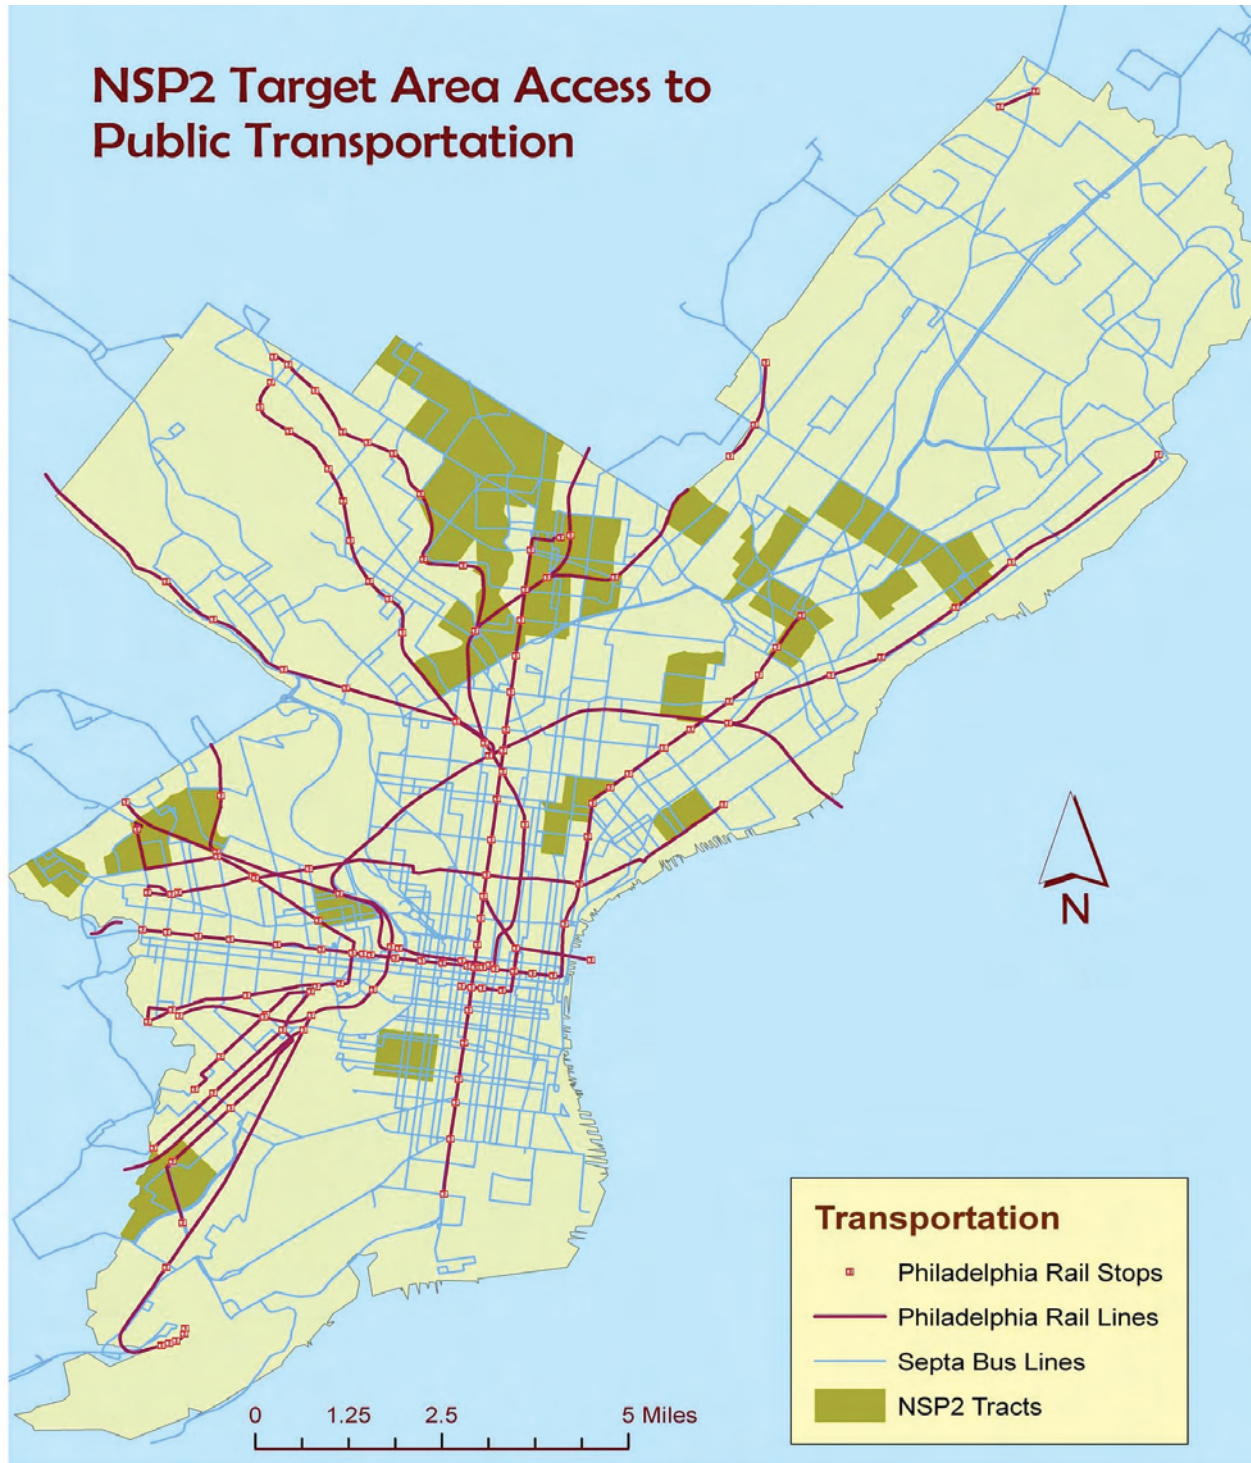 NSP2 Target Area Access to
Public Transportation
N
Transportation
Philadelphia Rail Stops
Philadelphia Rail Lines
Septa Bus Lines
NSP2 Tracts
0 1.25 2.5 5 Miles